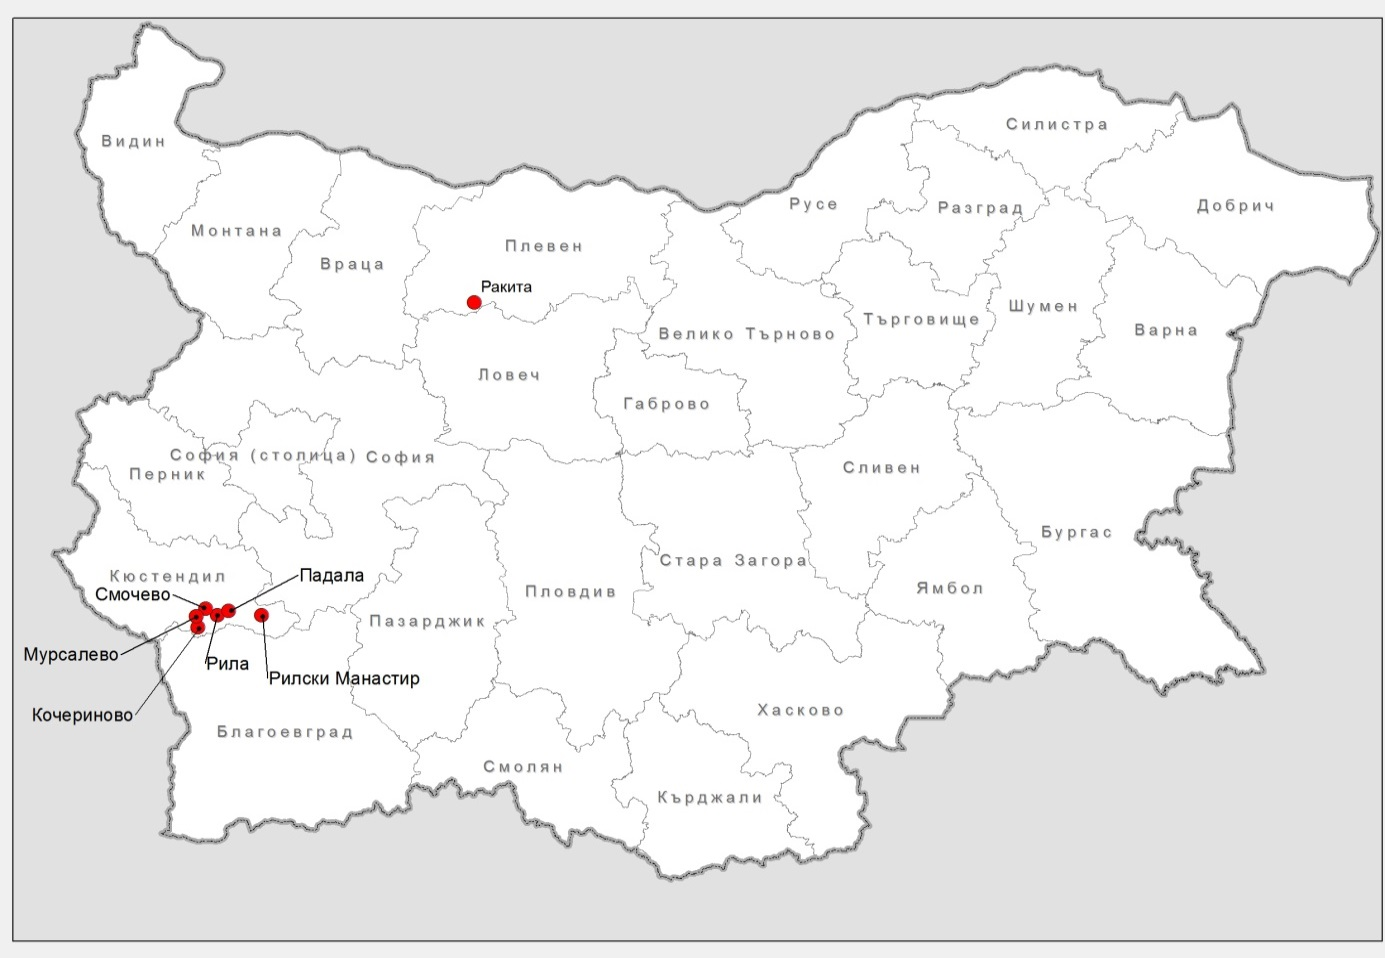 Силистра
Видин
Русе
Разград
Добрич
Монтана
Плевен
Враца
Ракита
Шумен
Търговище
Варна
Велико Търново
Ловеч
Габрово
София (столица)
София
Перник
Сливен
Бургас
Стара Загора
Кюстендил
Падала
Смочево
Ямбол
Пловдив
Пазарджик
Мурсалево
Рила
Рилски Манастир
Кочериново
Хасково
Благоевград
Смолян
Кърджали